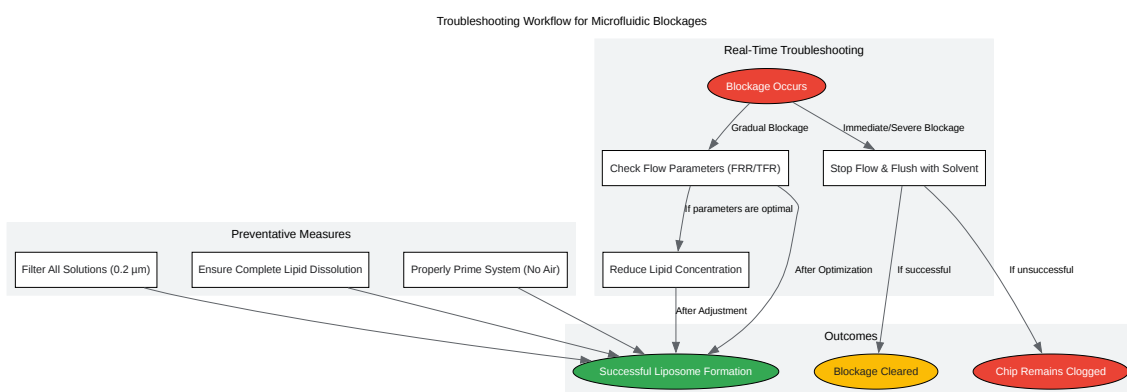 Troubleshooting Workflow for Microfluidic Blockages
Real-Time Troubleshooting
Blockage Occurs
Gradual Blockage
Immediate/Severe Blockage
Check Flow Parameters (FRR/TFR)
Stop Flow & Flush with Solvent
If parameters are optimal
Preventative Measures
Filter All Solutions (0.2 µm)
Ensure Complete Lipid Dissolution
Properly Prime System (No Air)
Reduce Lipid Concentration
After Optimization
If successful
If unsuccessful
After Adjustment
Outcomes
Successful Liposome Formation
Blockage Cleared
Chip Remains Clogged